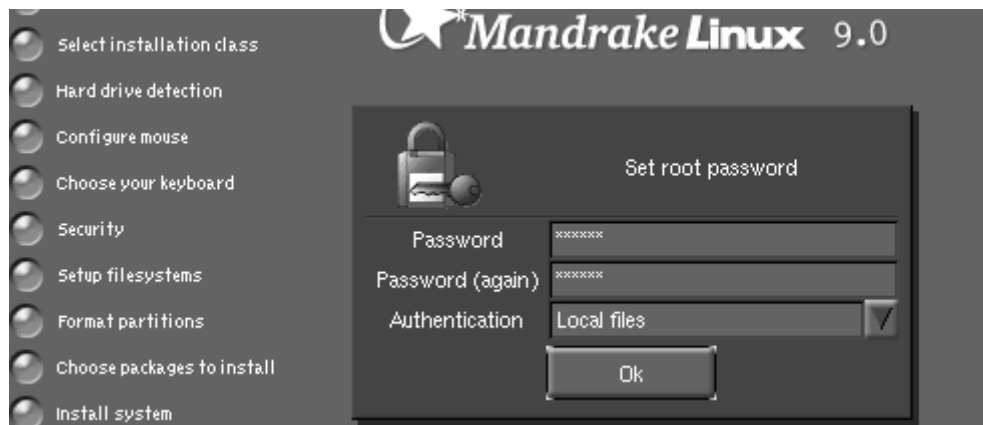 Mandrake Linux 9.0
Select installation class
Hard drive detection
Configure mouse
Choose your keyboard
Security
Setup filesystems
Format partitions
Choose packages to install
Install system
Set root password
Password ******
Password (again) ******
Authentication Local files
Ok